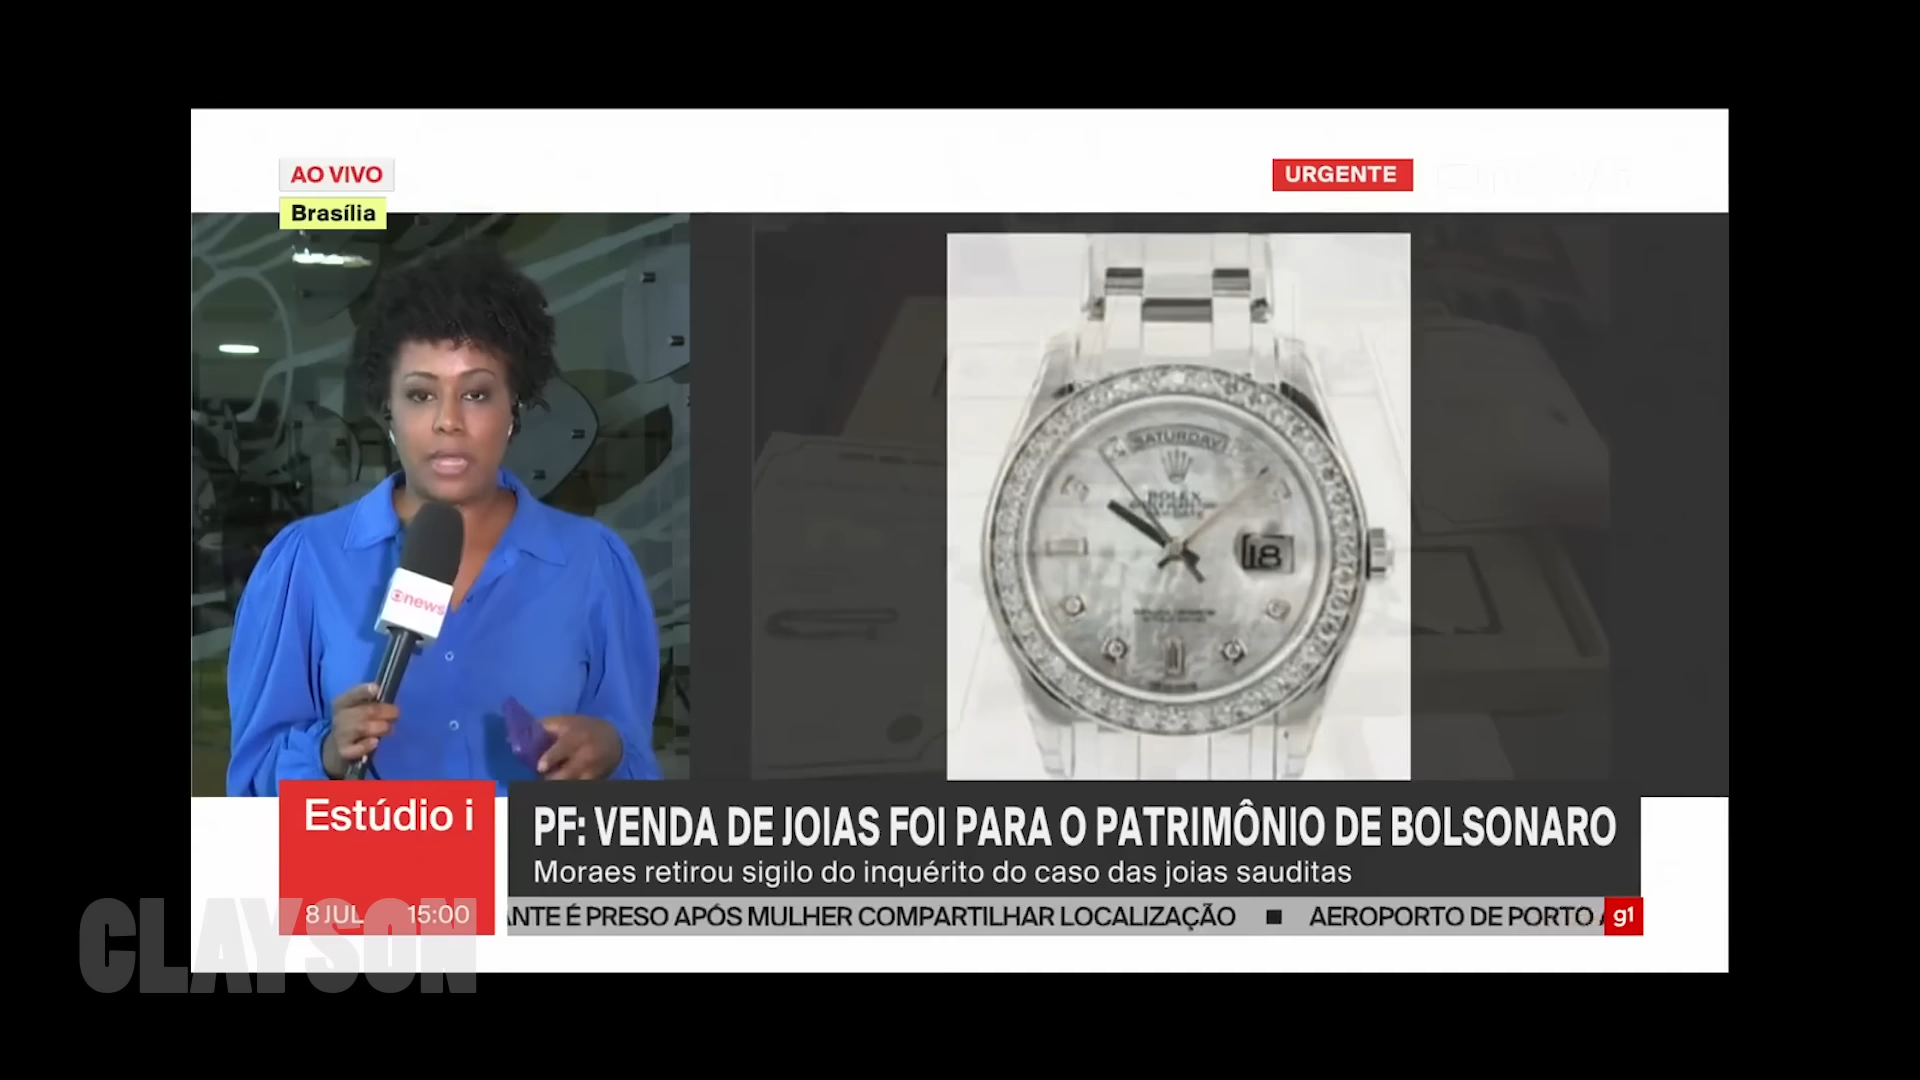 AO VIVO
URGENTE
Brasília
SATURDAY
ROLEX
18
news
Estúdio i
PF: VENDA DE JOIAS FOI PARA O PATRIMÔNIO DE BOLSONARO
Moraes retirou sigilo do inquérito do caso das joias sauditas
8 JUL 15:00
ANTE É PRESO APÓS MULHER COMPARTILHAR LOCALIZAÇÃO ■ AEROPORTO DE PORTO
g1
CLAYSON